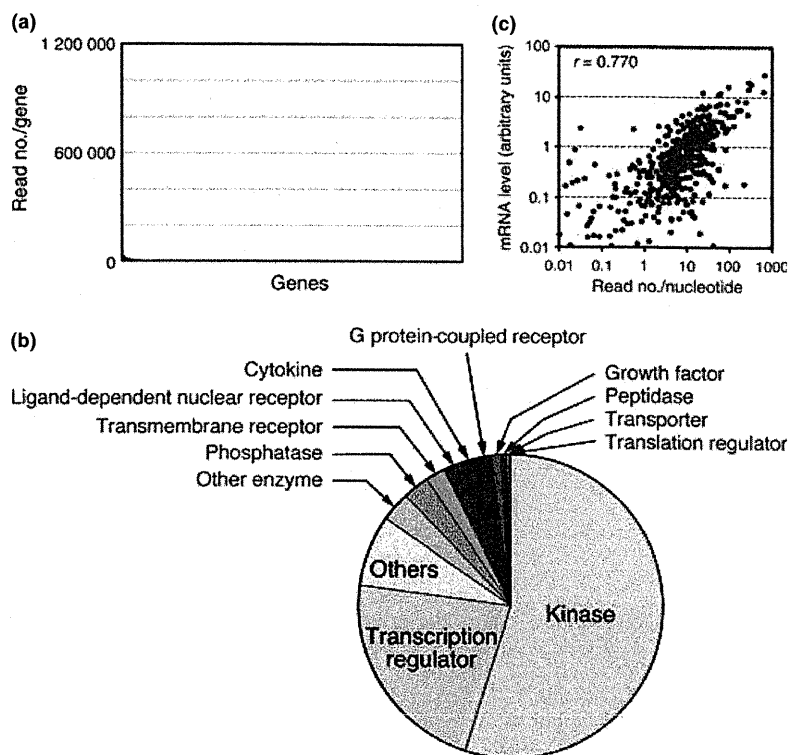 (a)
1 200 000
600 000
0
Read no./gene
Genes
(c)
r = 0.770
100
10
1
0.1
0.01
mRNA level (arbitrary units)
0.01 0.1 1 10 100 1000
Read no./nucleotide
(b)
G protein-coupled receptor
Cytokine
Ligand-dependent nuclear receptor
Transmembrane receptor
Phosphatase
Other enzyme
Growth factor
Peptidase
Transporter
Translation regulator
Others
Kinase
Transcription
regulator